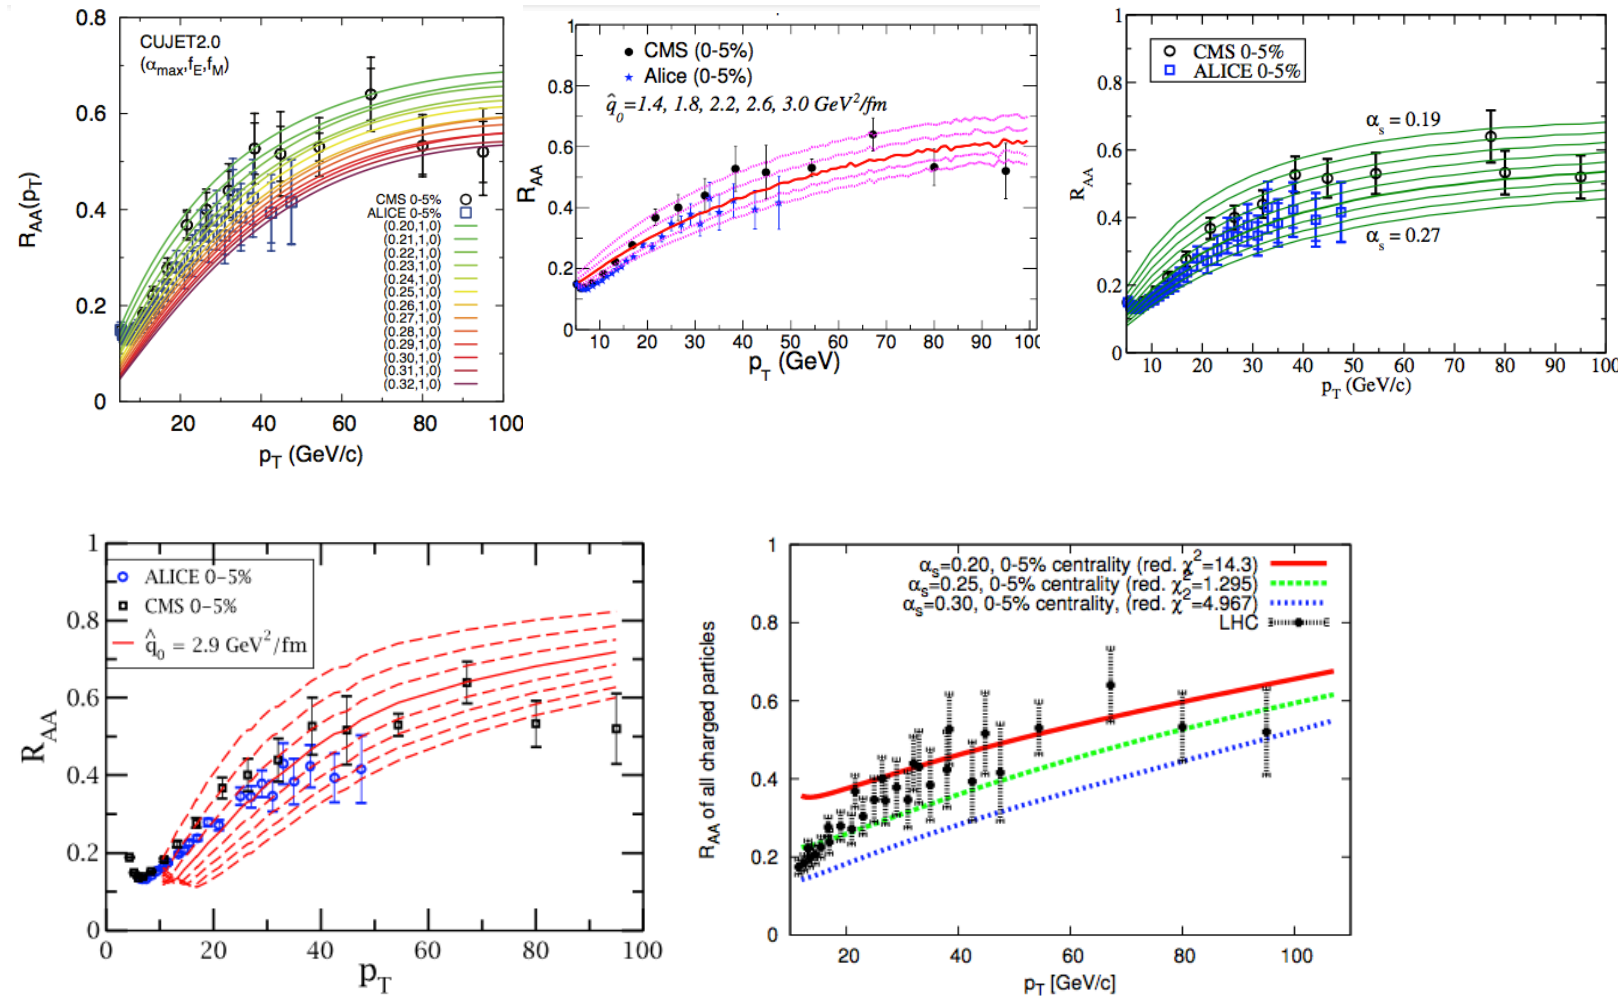 0.8
0.6
0.4
0.2
0
CUJET2.0
(α_max,f_E,f_M)
CMS 0-5%
ALICE 0-5%
(0.20,1,0)
(0.21,1,0)
(0.22,1,0)
(0.23,1,0)
(0.24,1,0)
(0.25,1,0)
(0.26,1,0)
(0.27,1,0)
(0.28,1,0)
(0.29,1,0)
(0.30,1,0)
(0.31,1,0)
(0.32,1,0)
R_AA(p_T)
20 40 60 80 100
p_T (GeV/c)
1
0.8
0.6
0.4
0.2
0
CMS (0-5%)
Alice (0-5%)
q̂_0=1.4, 1.8, 2.2, 2.6, 3.0 GeV²/fm
R_AA
10 20 30 40 50 60 70 80 90 100
p_T (GeV)
1
0.8
0.6
0.4
0.2
0
CMS 0-5%
ALICE 0-5%
α_s = 0.19
α_s = 0.27
R_AA
10 20 30 40 50 60 70 80 90 100
p_T (GeV/c)
1
0.8
0.6
0.4
0.2
0
ALICE 0-5%
CMS 0-5%
q̂_0 = 2.9 GeV²/fm
R_AA
0 20 40 60 80 100
p_T
1
0.8
0.6
0.4
0.2
0
α_s=0.20, 0-5% centrality (red. χ²=14.3)
α_s=0.25, 0-5% centrality (red. χ²=1.295)
α_s=0.30, 0-5% centrality, (red. χ²=4.967)
LHC
R_AA of all charged particles
20 40 60 80 100
p_T [GeV/c]